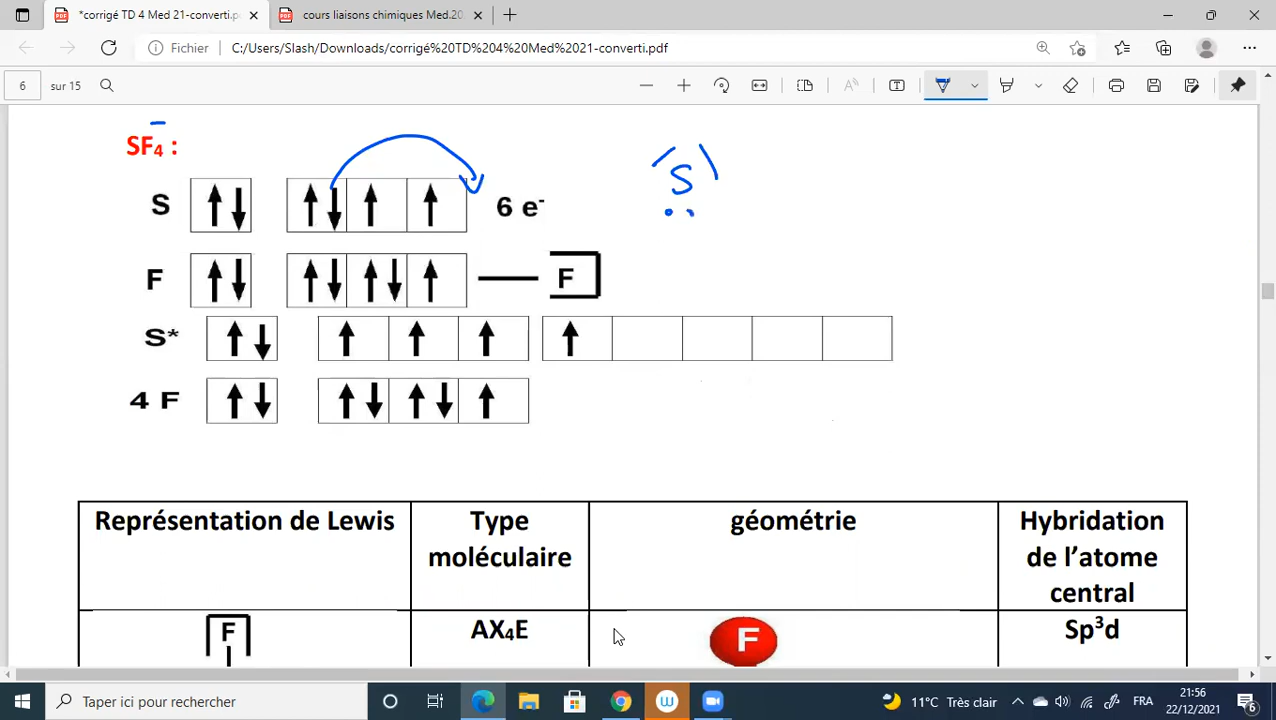 *corrigé TD 4 Med 21-converti.p
cours liaisons chimiques Med.20
Fichier
C:/Users/Slash/Downloads/corrigé%20TD%204%20Med%2021-converti.pdf
6 sur 15
SF4 :
S 6 e-
S
F F
S*
4 F
Représentation de Lewis
Type moléculaire
géométrie
Hybridation de l’atome central
F
AX4E
F
Sp3d
Taper ici pour rechercher
11°C Très clair
FRA
21:56
22/12/2021
6